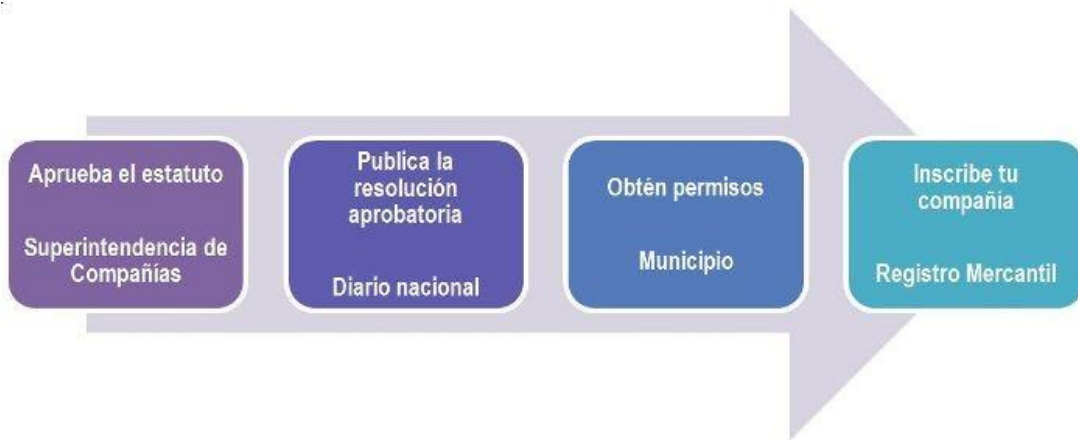 Aprueba el estatuto
Superintendencia de
Compañías
Publica la
resolución
aprobatoria
Diario nacional
Obtén permisos
Municipio
Inscribe tu
compañía
Registro Mercantil